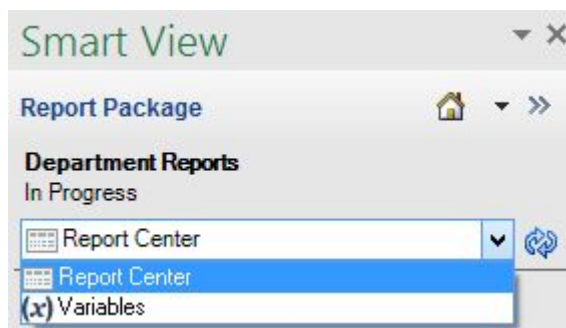 Smart View
Report Package
Department Reports
In Progress
Report Center
Report Center
(x) Variables